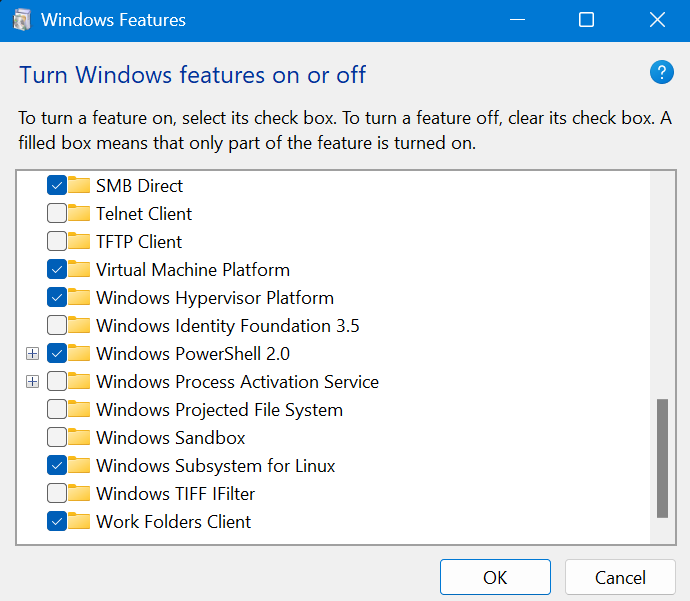 Windows Features
Turn Windows features on or off
?
To turn a feature on, select its check box. To turn a feature off, clear its check box. A
filled box means that only part of the feature is turned on.
SMB Direct
Telnet Client
TFTP Client
Virtual Machine Platform
Windows Hypervisor Platform
Windows Identity Foundation 3.5
Windows PowerShell 2.0
Windows Process Activation Service
Windows Projected File System
Windows Sandbox
Windows Subsystem for Linux
Windows TIFF IFilter
Work Folders Client
OK
Cancel